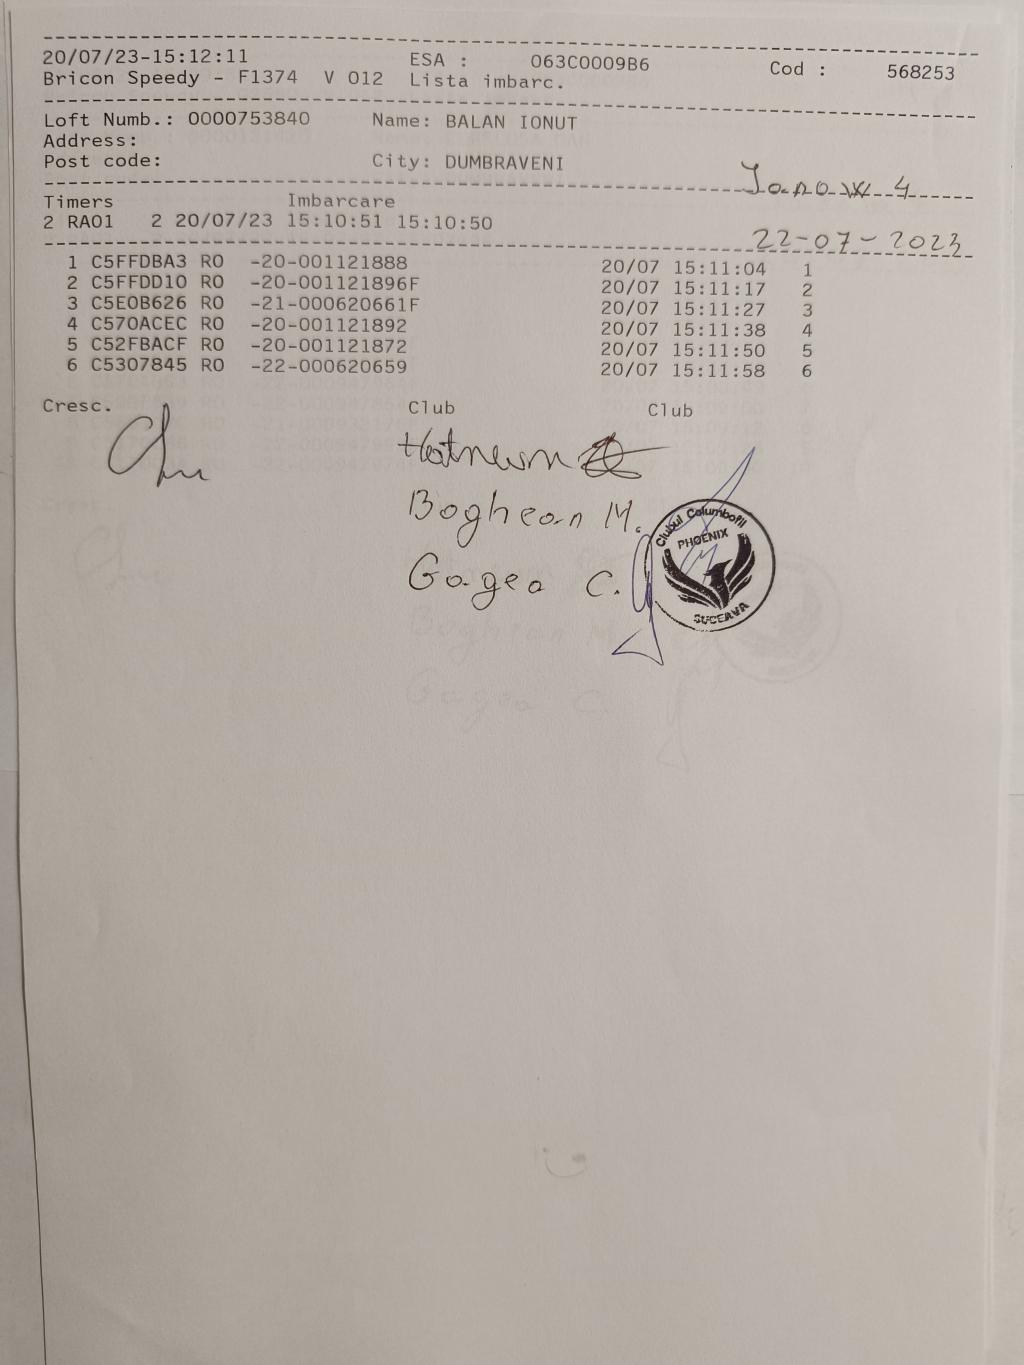 20/07/23-15:12:11 ESA : 063C0009B6 Cod : 568253
Bricon Speedy - F1374 V 012 Lista imbarc.
Loft Numb.: 0000753840 Name: BALAN IONUT
Address:
Post code: City: DUMBRAVENI
Janow 4
Timers Imbarcare
2 RA01 2 20/07/23 15:10:51 15:10:50
22-07-2023
1 C5FFDBA3 RO -20-001121888 20/07 15:11:04 1
2 C5FFDD10 RO -20-001121896F 20/07 15:11:17 2
3 C5E0B626 RO -21-000620661F 20/07 15:11:27 3
4 C570ACEC RO -20-001121892 20/07 15:11:38 4
5 C52FBACF RO -20-001121872 20/07 15:11:50 5
6 C5307845 RO -22-000620659 20/07 15:11:58 6
Cresc. Club Club
Boghean M.
Gagea C.
Clubul Columbofil
PHOENIX
SUCEAVA